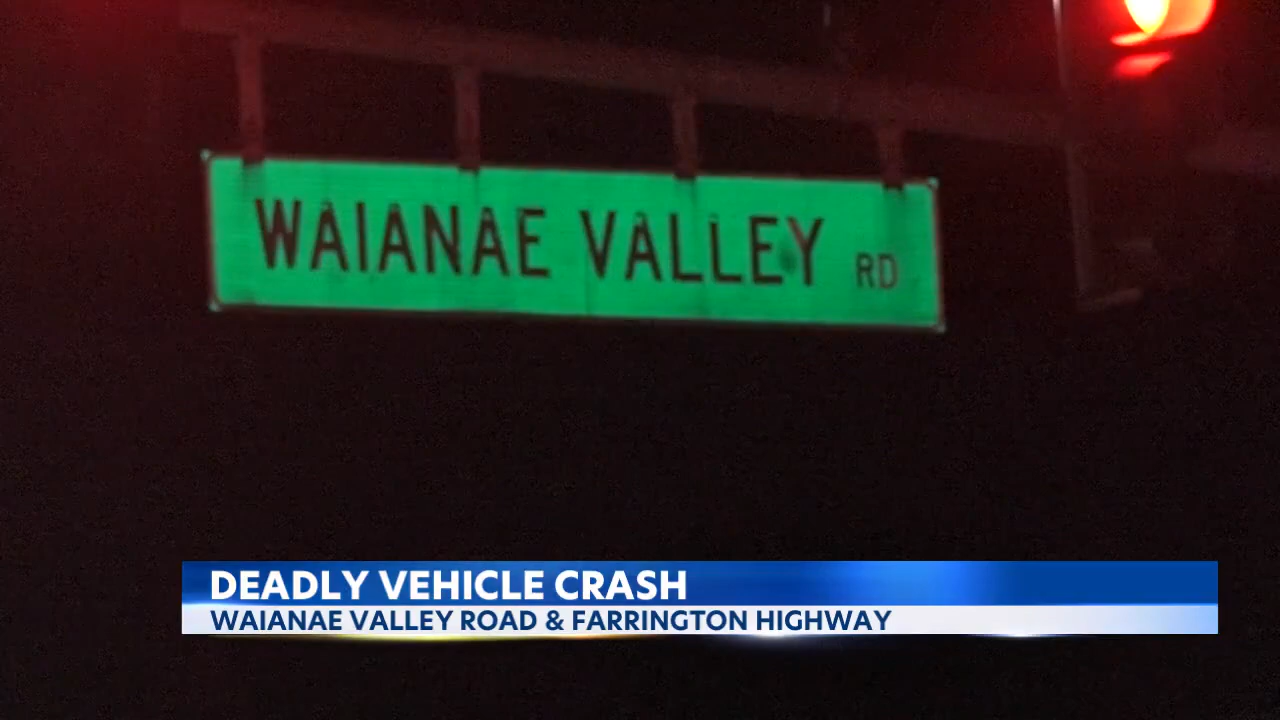 WAIANAE VALLEY RD
DEADLY VEHICLE CRASH
WAIANAE VALLEY ROAD & FARRINGTON HIGHWAY